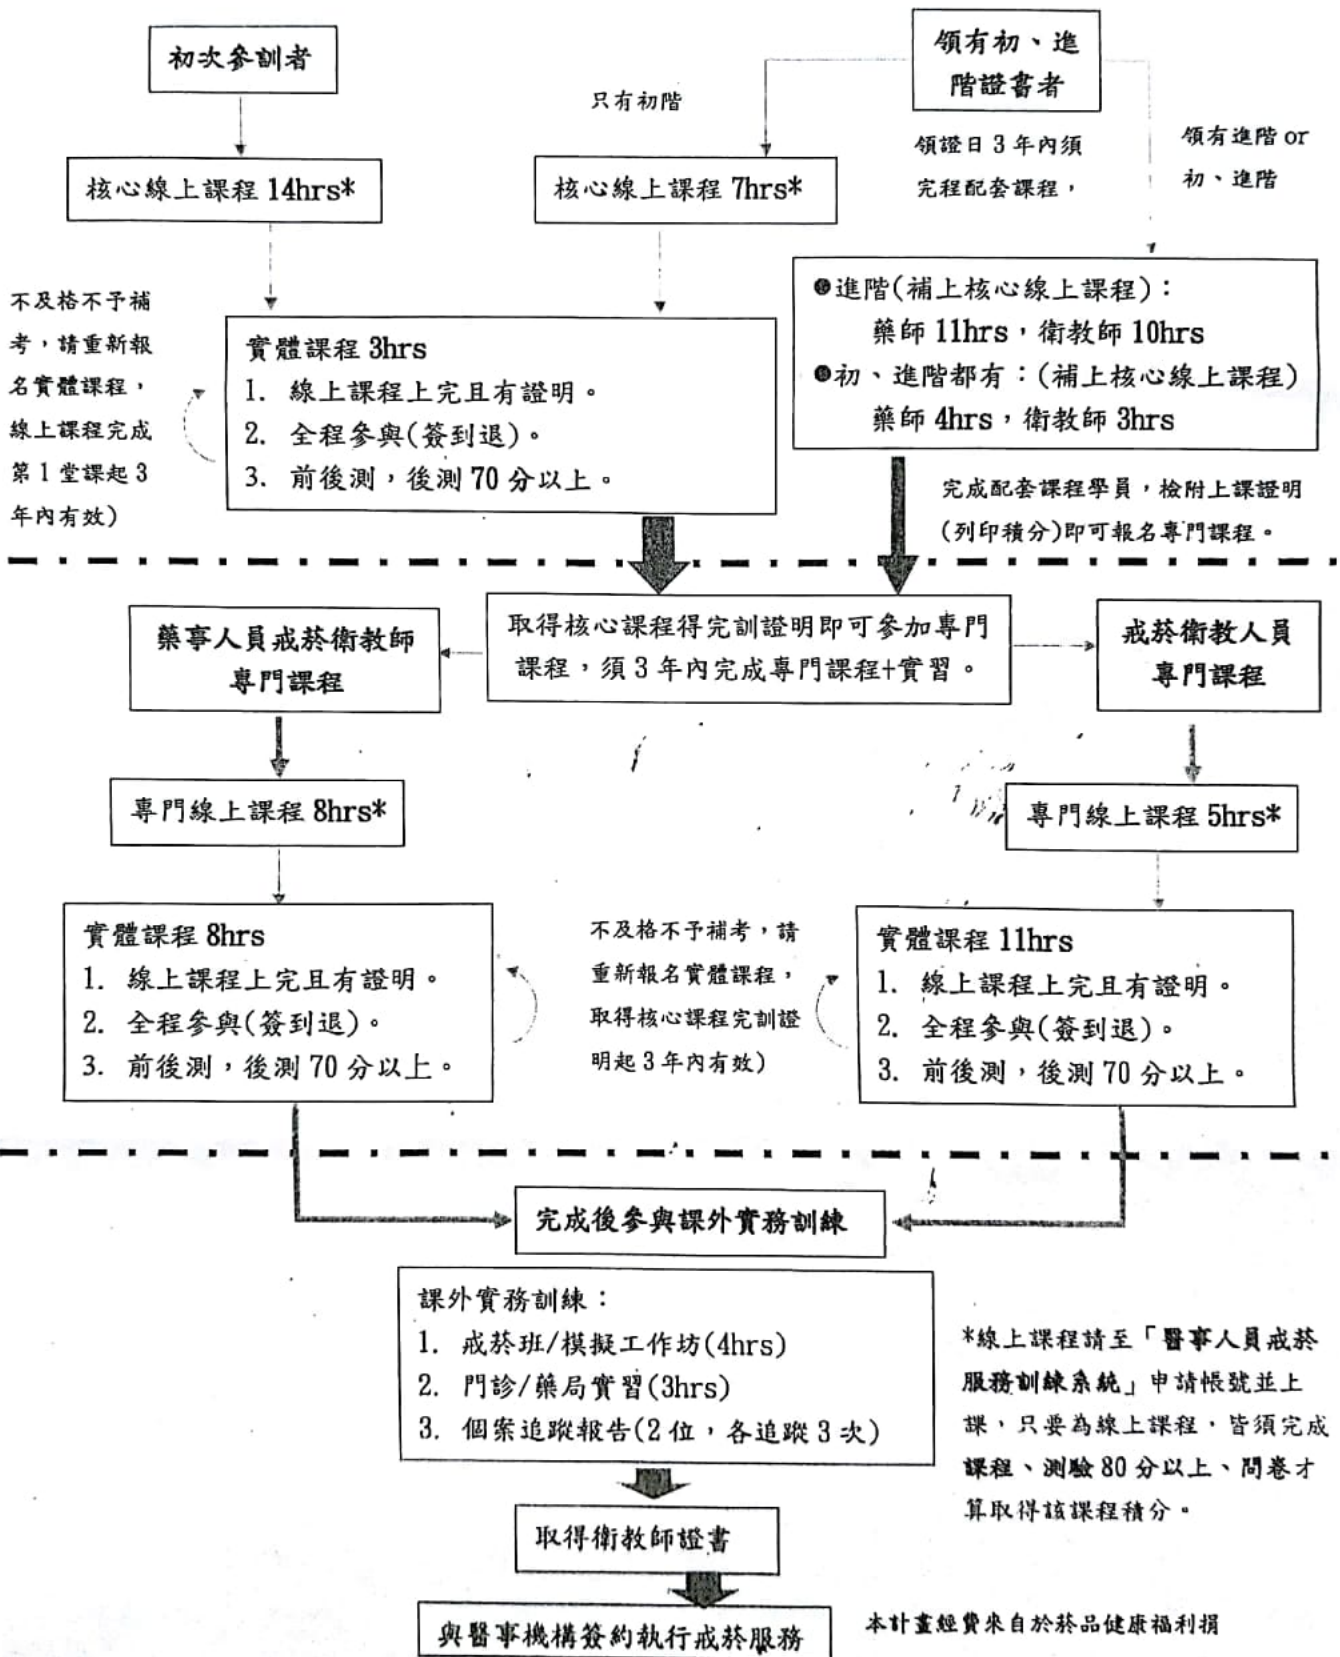 初次參訓者
領有初、進
階證書者
只有初階
領證日 3 年內須
完程配套課程，
領有進階 or
初、進階
核心線上課程 14hrs*
核心線上課程 7hrs*
不及格不予補
考，請重新報
名實體課程，
線上課程完成
第 1 堂課起 3
年內有效)
實體課程 3hrs
1. 線上課程上完且有證明。
2. 全程參與(簽到退)。
3. 前後測，後測 70 分以上。
●進階(補上核心線上課程)：
藥師 11hrs，衛教師 10hrs
●初、進階都有：(補上核心線上課程)
藥師 4hrs，衛教師 3hrs
完成配套課程學員，檢附上課證明
(列印積分)即可報名專門課程。
藥事人員戒菸衛教師
專門課程
取得核心課程得完訓證明即可參加專門
課程，須 3 年內完成專門課程+實習。
戒菸衛教人員
專門課程
專門線上課程 8hrs*
專門線上課程 5hrs*
實體課程 8hrs
1. 線上課程上完且有證明。
2. 全程參與(簽到退)。
3. 前後測，後測 70 分以上。
不及格不予補考，請
重新報名實體課程，
取得核心課程完訓證
明起 3 年內有效)
實體課程 11hrs
1. 線上課程上完且有證明。
2. 全程參與(簽到退)。
3. 前後測，後測 70 分以上。
完成後參與課外實務訓練
課外實務訓練：
1. 戒菸班/模擬工作坊(4hrs)
2. 門診/藥局實習(3hrs)
3. 個案追蹤報告(2 位，各追蹤 3 次)
*線上課程請至「醫事人員戒菸
服務訓練系統」申請帳號並上
課，只要為線上課程，皆須完成
課程、測驗 80 分以上、問卷才
算取得該課程積分。
取得衛教師證書
與醫事機構簽約執行戒菸服務
本計畫經費來自於菸品健康福利捐